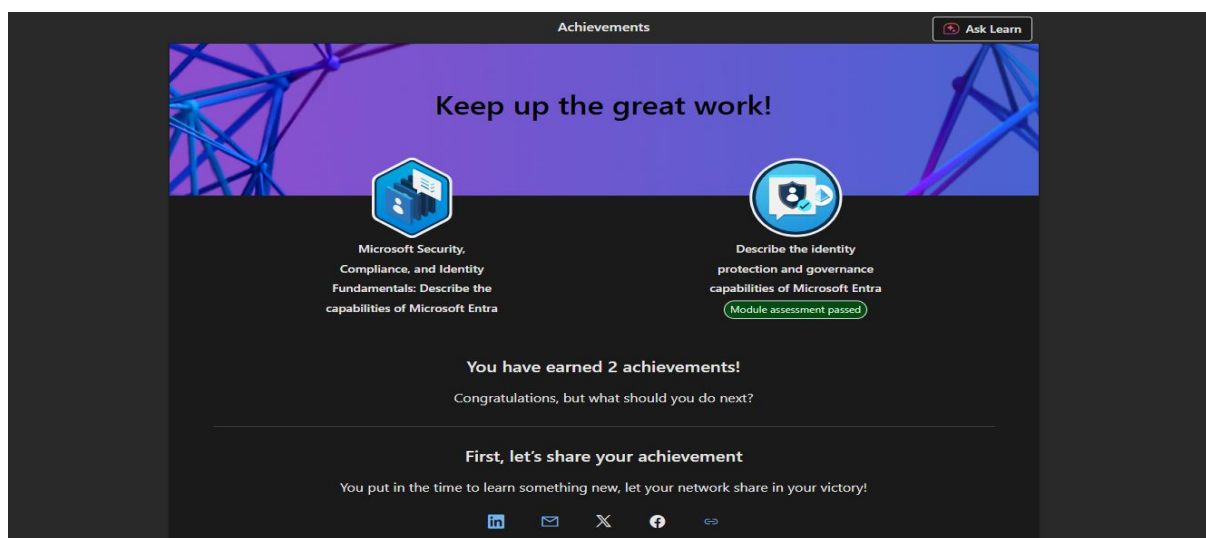 Achievements
Ask Learn
Keep up the great work!
Microsoft Security,
Compliance, and Identity
Fundamentals: Describe the
capabilities of Microsoft Entra
Describe the identity
protection and governance
capabilities of Microsoft Entra
Module assessment passed
You have earned 2 achievements!
Congratulations, but what should you do next?
First, let’s share your achievement
You put in the time to learn something new, let your network share in your victory!